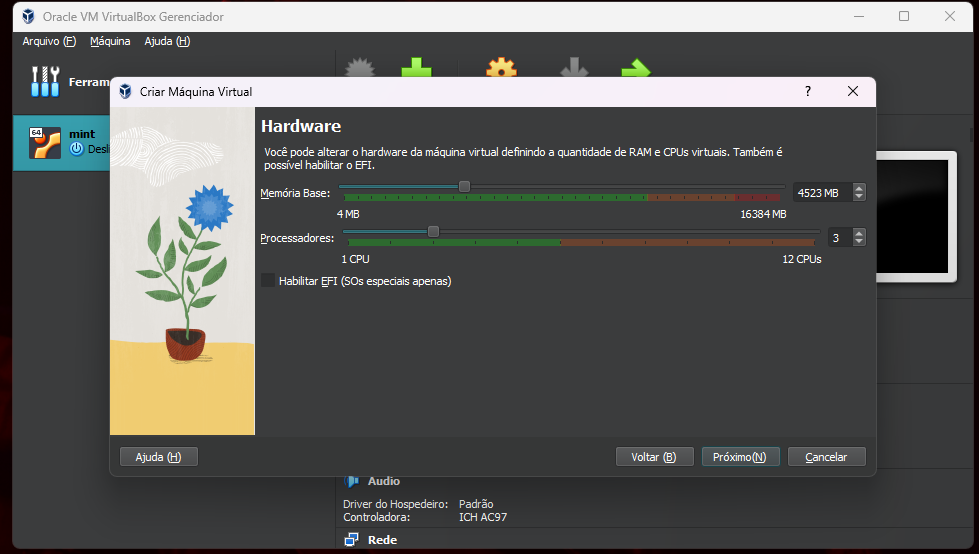 Oracle VM VirtualBox Gerenciador
Arquivo (F) Máquina Ajuda (H)
Criar Máquina Virtual
?
64
mint
Hardware
Você pode alterar o hardware da máquina virtual definindo a quantidade de RAM e CPUs virtuais. Também é
possível habilitar o EFI.
Memória Base: 4523 MB
4 MB 16384 MB
Processadores: 3
1 CPU 12 CPUs
Habilitar EFI (SOs especiais apenas)
Ajuda (H) Voltar (B) Próximo(N) Cancelar
Áudio
Driver do Hospedeiro: Padrão
Controladora: ICH AC97
Rede